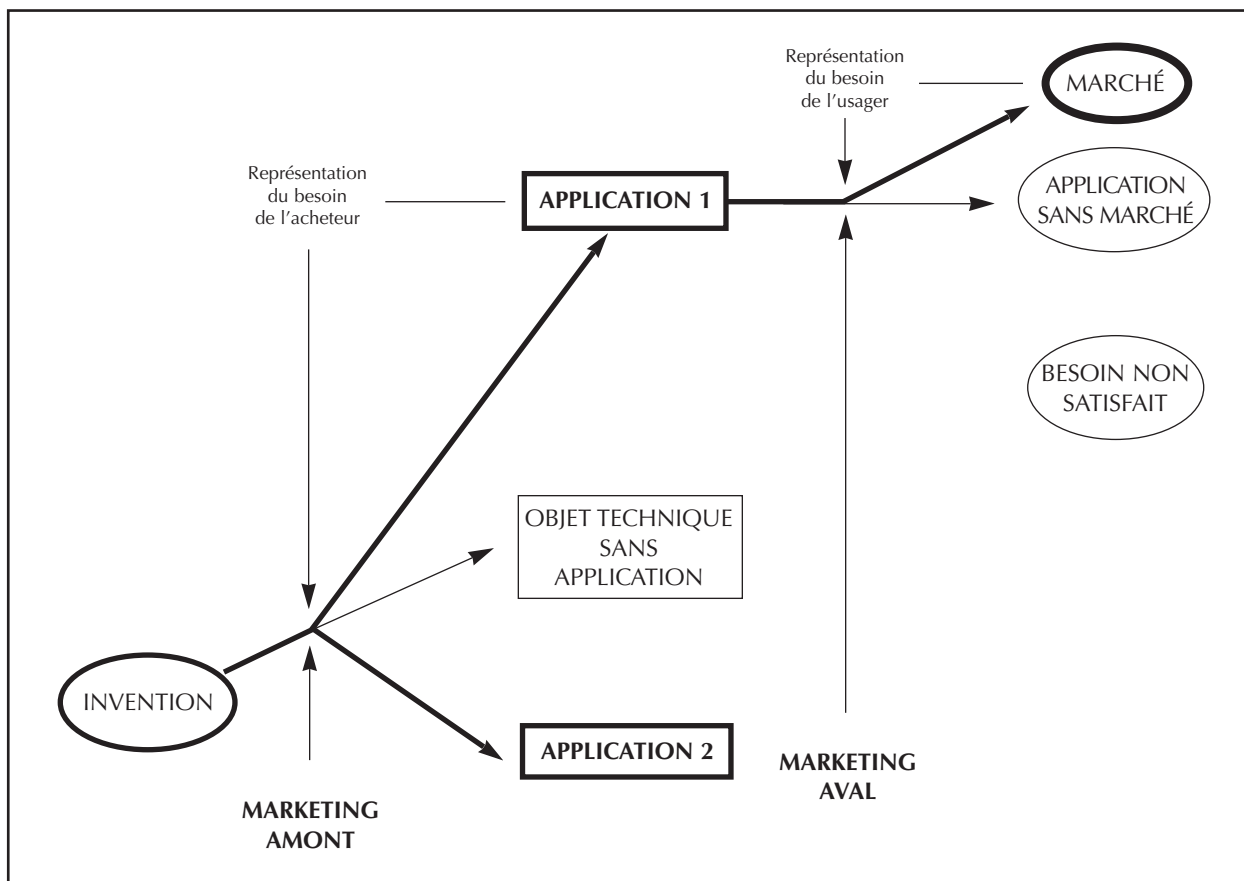 Représentation
du besoin
de l’usager
MARCHÉ
Représentation
du besoin
de l’acheteur
APPLICATION 1
APPLICATION
SANS MARCHÉ
BESOIN NON
SATISFAIT
OBJET TECHNIQUE
SANS
APPLICATION
INVENTION
APPLICATION 2
MARKETING
AVAL
MARKETING
AMONT